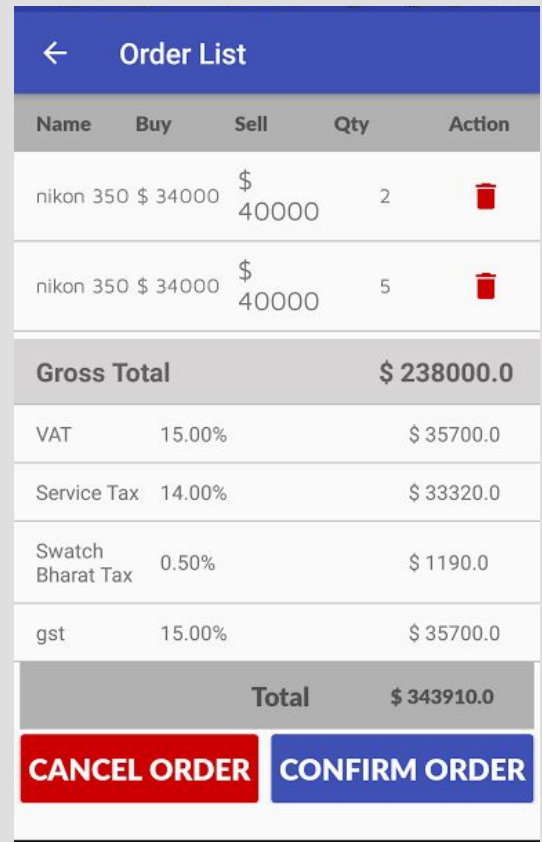 Order List
Name Buy Sell Qty Action
nikon 350 $ 34000 $ 40000 2
nikon 350 $ 34000 $ 40000 5
Gross Total $ 238000.0
VAT 15.00% $ 35700.0
Service Tax 14.00% $ 33320.0
Swatch
Bharat Tax 0.50% $ 1190.0
gst 15.00% $ 35700.0
Total $ 343910.0
CANCEL ORDER CONFIRM ORDER